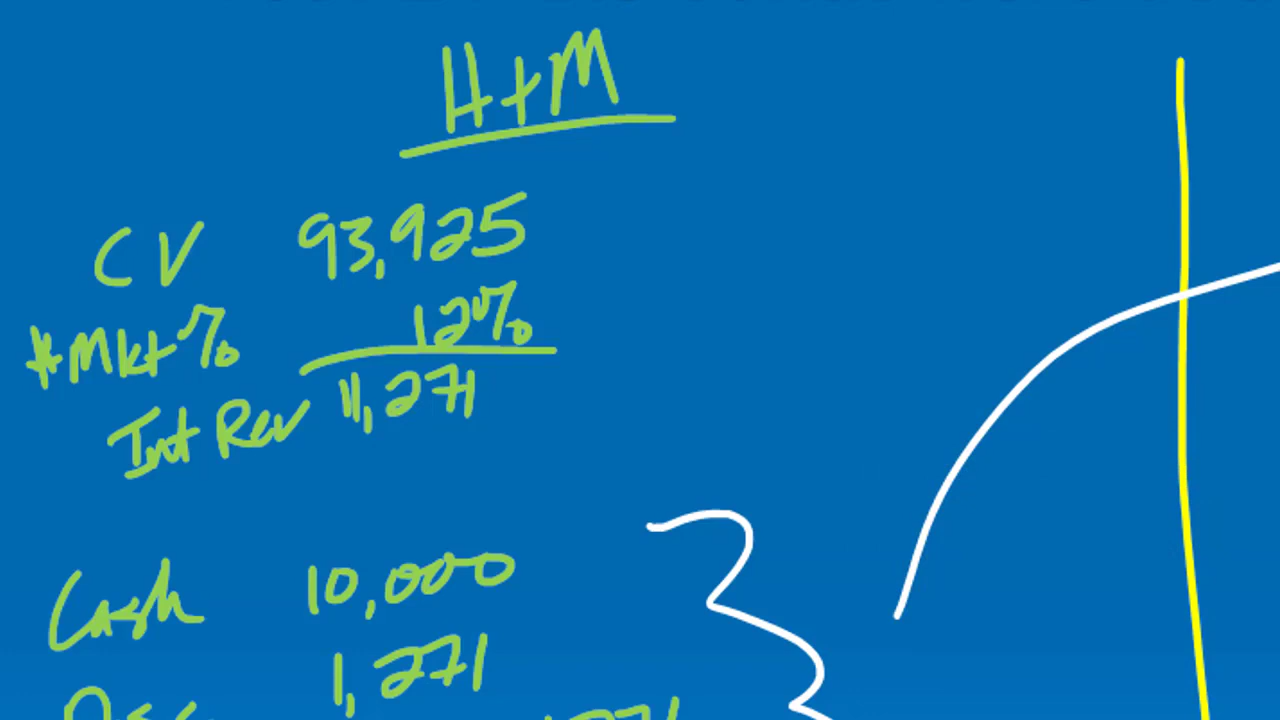 H+M
CV 93,925
*Mkt% 12%
Int Rev 11,271
Cash 10,000
1,271